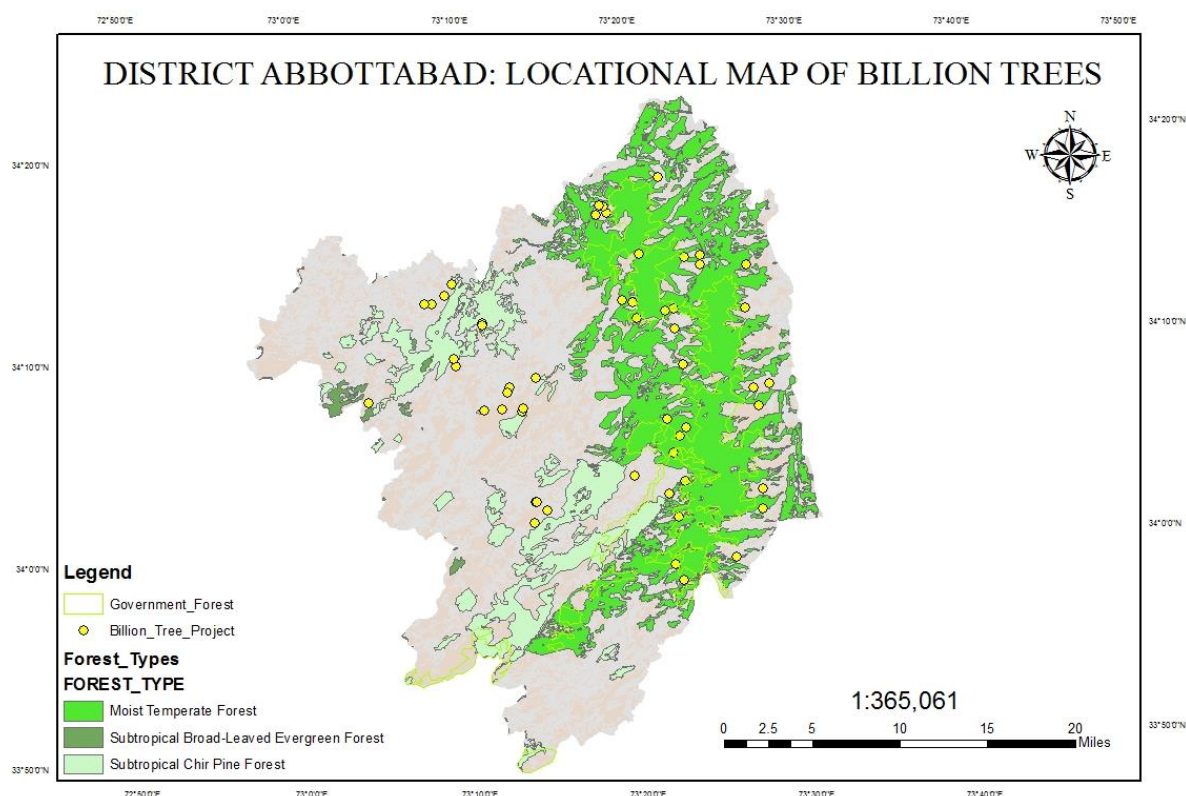 72°50'0"E 73°0'0"E 73°10'0"E 73°20'0"E 73°30'0"E 73°40'0"E 73°50'0"E
DISTRICT ABBOTTABAD: LOCATIONAL MAP OF BILLION TREES
N
W E
S
34°20'0"N
34°20'0"N
34°10'0"N
34°10'0"N
34°0'0"N
34°0'0"N
33°50'0"N
33°50'0"N
Legend
Government_Forest
Billion_Tree_Project
Forest_Types
FOREST_TYPE
Moist Temperate Forest
Subtropical Broad-Leaved Evergreen Forest
Subtropical Chir Pine Forest
1:365,061
0 2.5 5 10 15 20
Miles
72°50'0"E 73°0'0"E 73°10'0"E 73°20'0"E 73°30'0"E 73°40'0"E